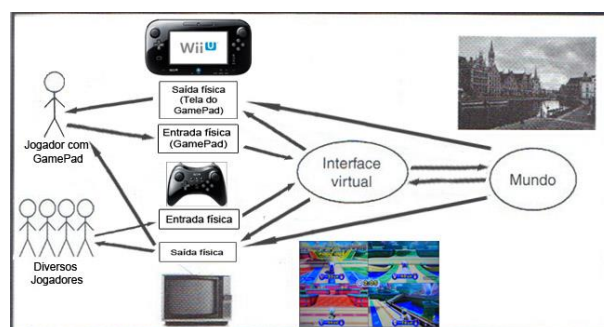 Wii U
Saída física
(Tela do
GamePad)
Jogador com
GamePad
Entrada física
(GamePad)
Interface
virtual
Mundo
Entrada física
Saída física
Diversos
Jogadores